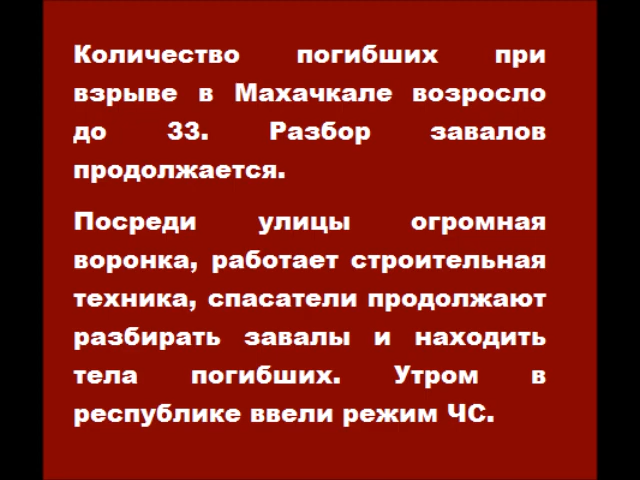 Количество погибших при
взрыве в Махачкале возросло
до 33. Разбор завалов
продолжается.
Посреди улицы огромная
воронка, работает строительная
техника, спасатели продолжают
разбирать завалы и находить
тела погибших. Утром в
республике ввели режим ЧС.